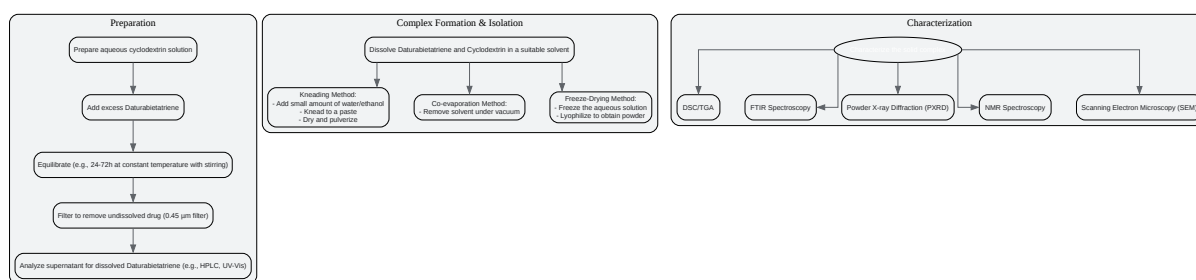 Preparation
Prepare aqueous cyclodextrin solution
Add excess Daturabietatriene
Equilibrate (e.g., 24-72h at constant temperature with stirring)
Filter to remove undissolved drug (0.45 µm filter)
Analyze supernatant for dissolved Daturabietatriene (e.g., HPLC, UV-Vis)
Complex Formation & Isolation
Dissolve Daturabietatriene and Cyclodextrin in a suitable solvent
Kneading Method:
- Add small amount of water/ethanol
- Knead to a paste
- Dry and pulverize
Co-evaporation Method:
- Remove solvent under vacuum
Freeze-Drying Method:
- Freeze the aqueous solution
- Lyophilize to obtain powder
Characterization
DSC/TGA
FTIR Spectroscopy
Powder X-ray Diffraction (PXRD)
NMR Spectroscopy
Scanning Electron Microscopy (SEM)